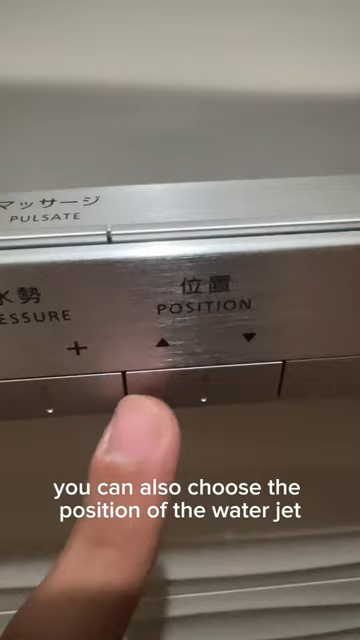 マッサージ
PULSATE
水勢
ESSURE
+
位置
POSITION
▲ ▼
you can also choose the
position of the water jet